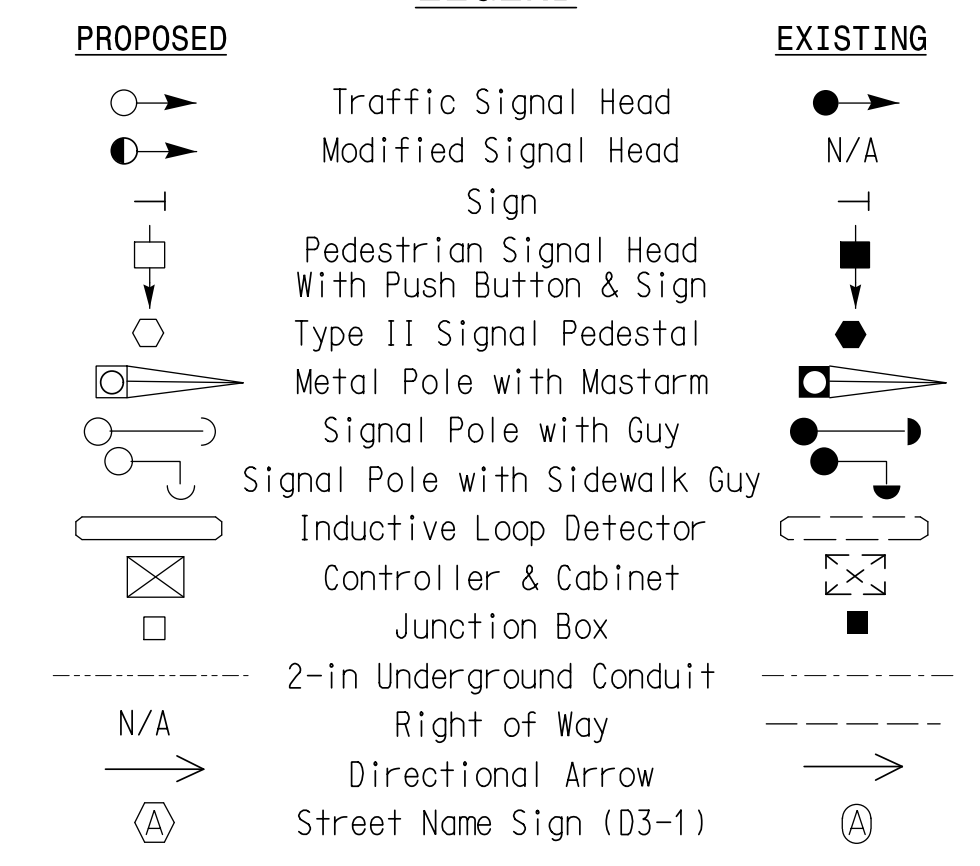 PROPOSED EXISTING
Traffic Signal Head
Modified Signal Head N/A
Sign
Pedestrian Signal Head
With Push Button & Sign
Type II Signal Pedestal
Metal Pole with Mastarm
Signal Pole with Guy
Signal Pole with Sidewalk Guy
Inductive Loop Detector
Controller & Cabinet
Junction Box
2-in Underground Conduit
N/A Right of Way
Directional Arrow
A Street Name Sign (D3-1) A